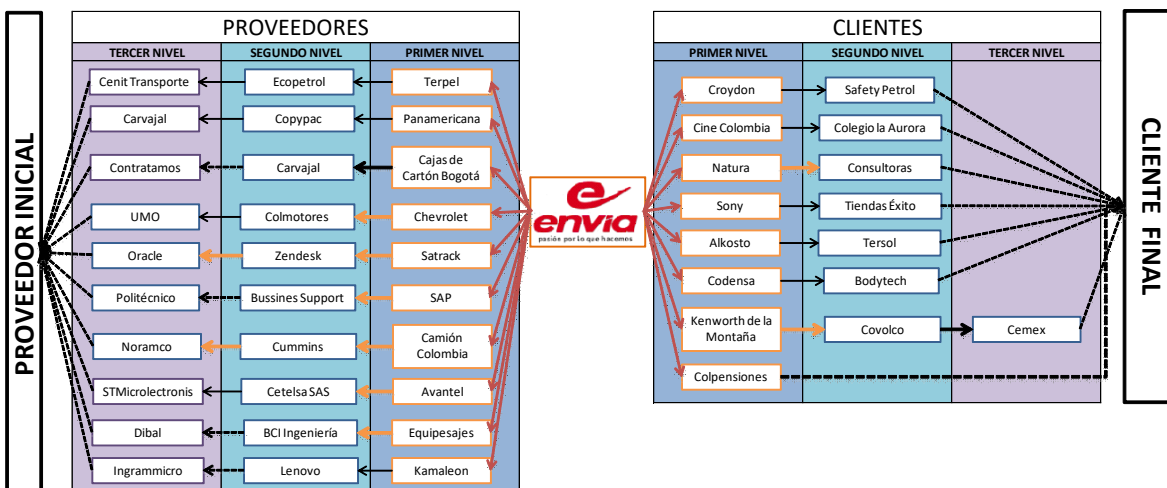 PROVEEDORES
CLIENTES
TERCER NIVEL SEGUNDO NIVEL PRIMER NIVEL
PRIMER NIVEL SEGUNDO NIVEL TERCER NIVEL
PROVEEDOR INICIAL
Cenit Transporte Ecopetrol Terpel
Carvajal Copypac Panamericana
Contratamos Carvajal Cajas de
Cartón Bogotá
UMO Colmotores Chevrolet
Oracle Zendesk Satrack
Politécnico Bussines Support SAP
Noramco Cummins Camión
Colombia
STMicrolectronis Cetelsa SAS Avantel
Dibal BCI Ingeniería Equipesajes
Ingrammicro Lenovo Kamaleon
e
envia
pasión por lo que hacemos
Croydon Safety Petrol
Cine Colombia Colegio la Aurora
Natura Consultoras
Sony Tiendas Éxito
Alkosto Tersol
Codensa Bodytech
Kenworth de la
Montaña Covolco Cemex
Colpensiones
CLIENTE FINAL